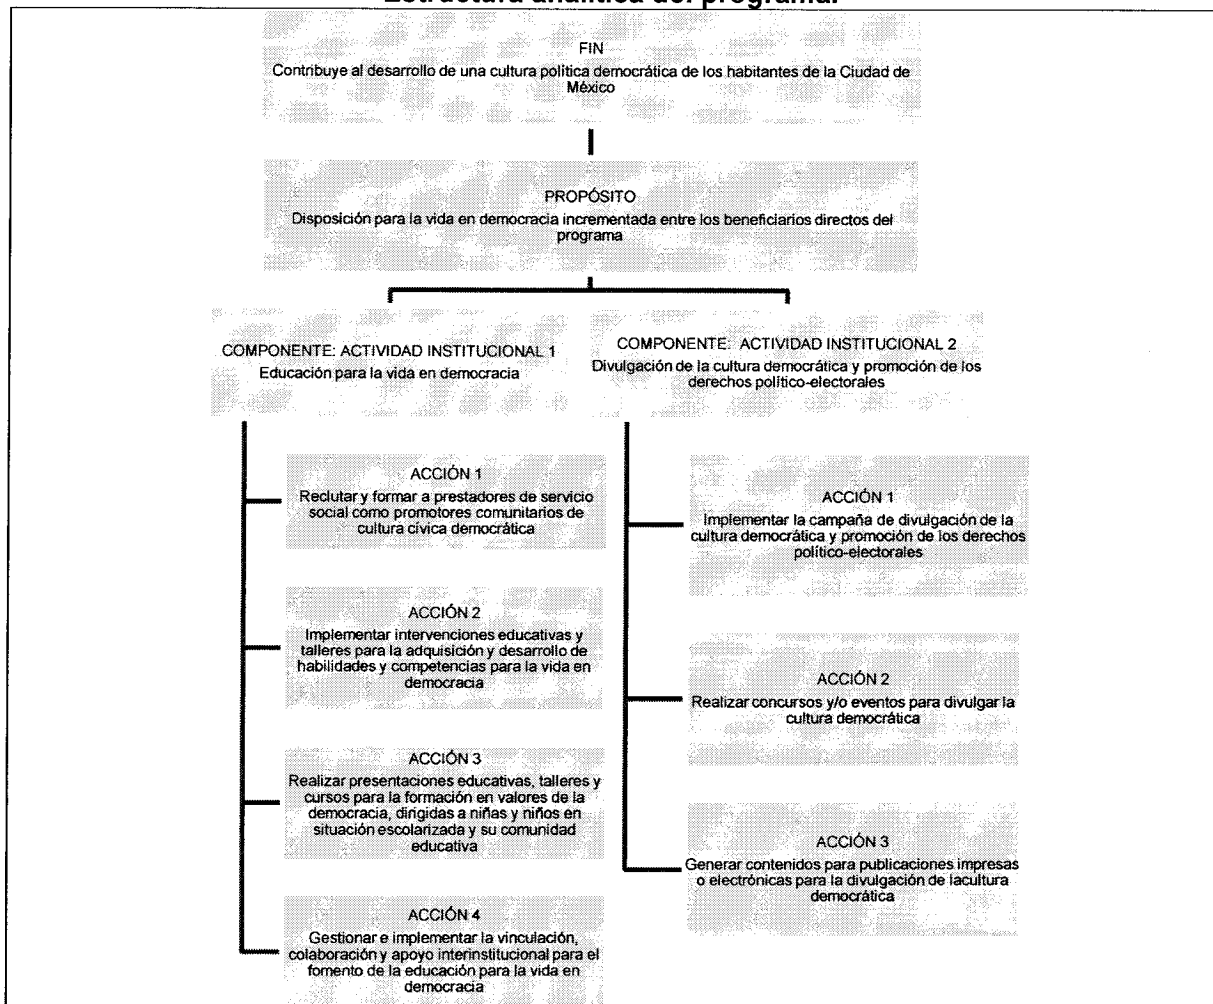 Estructura analítica del programa.
FIN
Contribuye al desarrollo de una cultura política democrática de los habitantes de la Ciudad de
México
PROPÓSITO
Disposición para la vida en democracia incrementada entre los beneficiarios directos del
programa
COMPONENTE: ACTIVIDAD INSTITUCIONAL 1
Educación para la vida en democracia
ACCIÓN 1
Reclutar y formar a prestadores de servicio
social como promotores comunitarios de
cultura cívica democrática
ACCIÓN 2
Implementar intervenciones educativas y
talleres para la adquisición y desarrollo de
habilidades y competencias para la vida en
democracia
ACCIÓN 3
Realizar presentaciones educativas, talleres y
cursos para la formación en valores de la
democracia, dirigidas a niñas y niños en
situación escolarizada y su comunidad
educativa
ACCIÓN 4
Gestionar e implementar la vinculación,
colaboración y apoyo interinstitucional para el
fomento de la educación para la vida en
democracia
COMPONENTE: ACTIVIDAD INSTITUCIONAL 2
Divulgación de la cultura democrática y promoción de los
derechos político-electorales
ACCIÓN 1
Implementar la campaña de divulgación de la
cultura democrática y promoción de los derechos
político-electorales
ACCIÓN 2
Realizar concursos y/o eventos para divulgar la
cultura democrática
ACCIÓN 3
Generar contenidos para publicaciones impresas
o electrónicas para la divulgación de lacultura
democrática